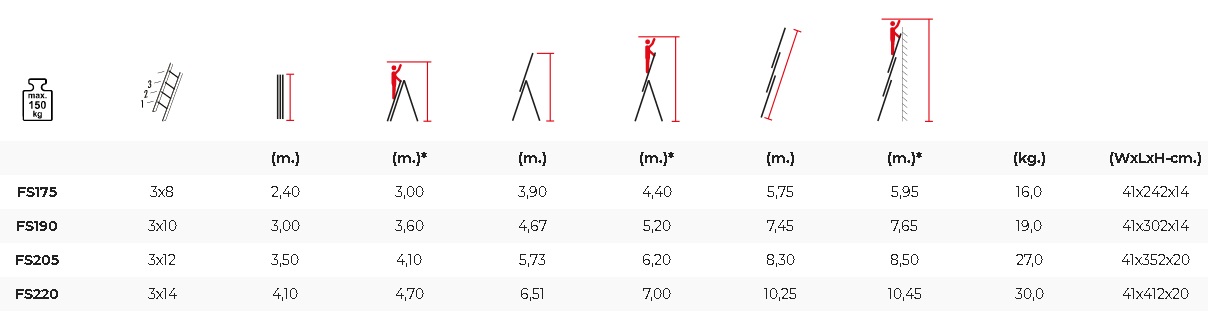 max.
150
kg
3
2
1
(m.) (m.)* (m.) (m.)* (m.) (m.)* (kg.) (WxLxH-cm.)
FS175 3x8 2,40 3,00 3,90 4,40 5,75 5,95 16,0 41x242x14
FS190 3x10 3,00 3,60 4,67 5,20 7,45 7,65 19,0 41x302x14
FS205 3x12 3,50 4,10 5,73 6,20 8,30 8,50 27,0 41x352x20
FS220 3x14 4,10 4,70 6,51 7,00 10,25 10,45 30,0 41x412x20